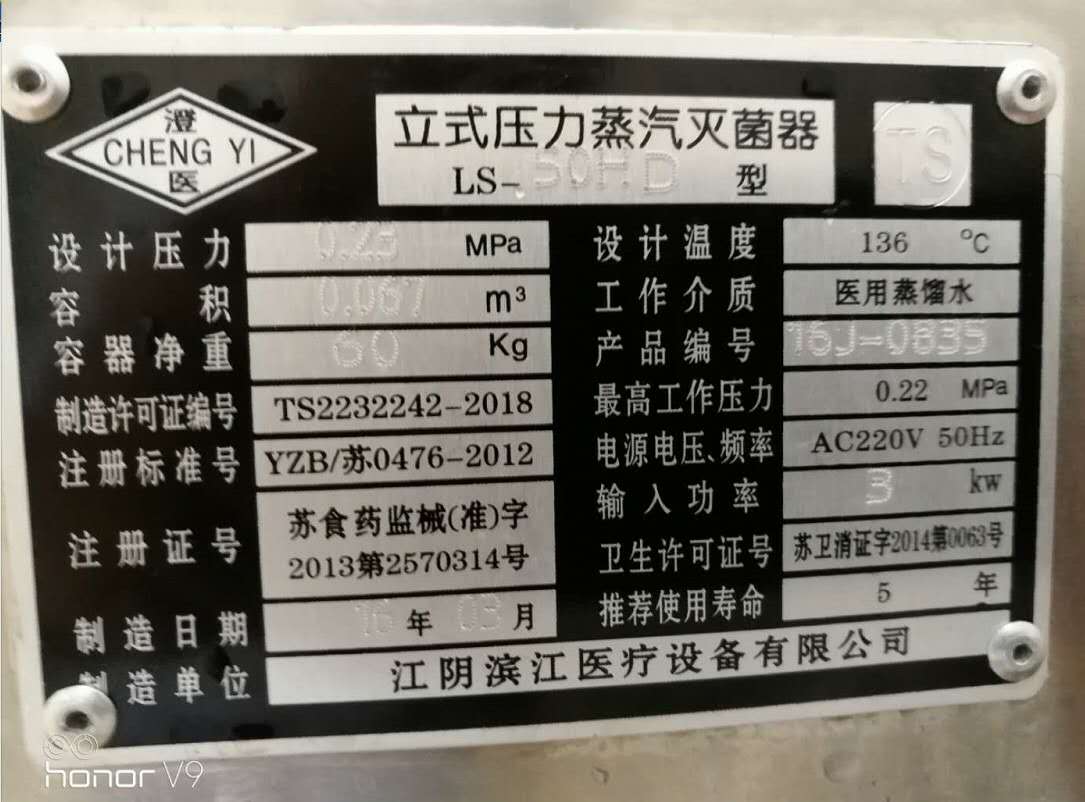 澄
CHENG YI
医
立式压力蒸汽灭菌器
LS-J50HD 型
TS
设计压力 0.23 MPa
设计温度 136 ℃
容积 0.067 m³
工作介质 医用蒸馏水
容器净重 60 Kg
产品编号 16J-0835
制造许可证编号 TS2232242-2018
最高工作压力 0.22 MPa
注册标准号 YZB/苏0476-2012
电源电压、频率 AC220V 50Hz
输入功率 3 kw
注册证号 苏食药监械(准)字
2013第2570314号
卫生许可证号 苏卫消证字2014第0063号
制造日期 16年03月
推荐使用寿命 5 年
制造单位 江阴滨江医疗设备有限公司
honor V9